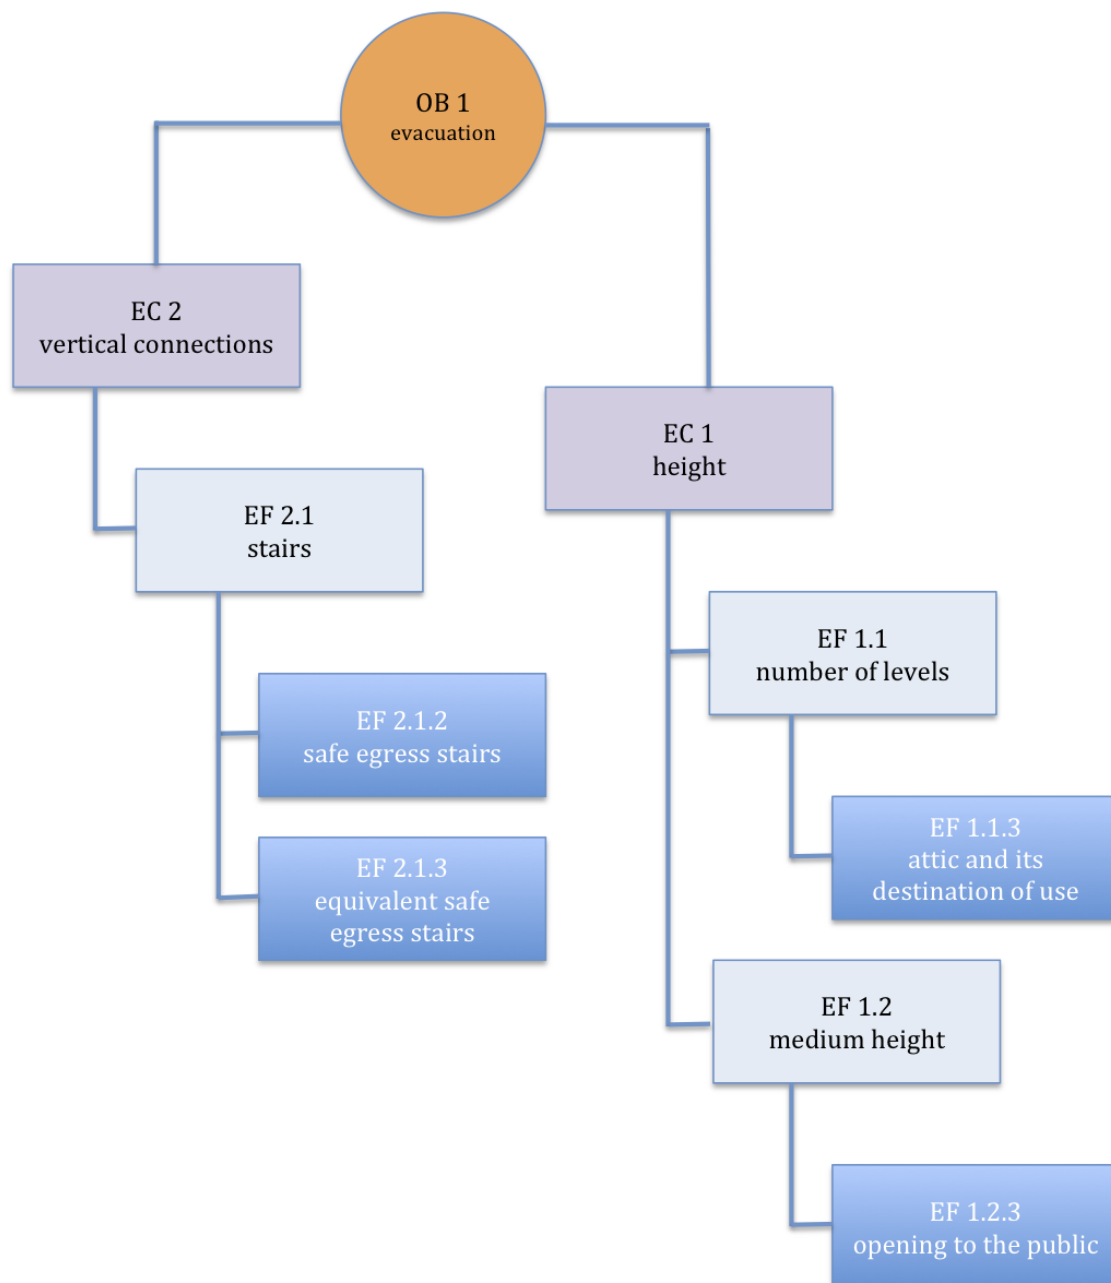 OB 1
evacuation
EC 2
vertical connections
EC 1
height
EF 2.1
stairs
EF 1.1
number of levels
EF 2.1.2
safe egress stairs
EF 2.1.3
equivalent safe
egress stairs
EF 1.1.3
attic and its
destination of use
EF 1.2
medium height
EF 1.2.3
opening to the public